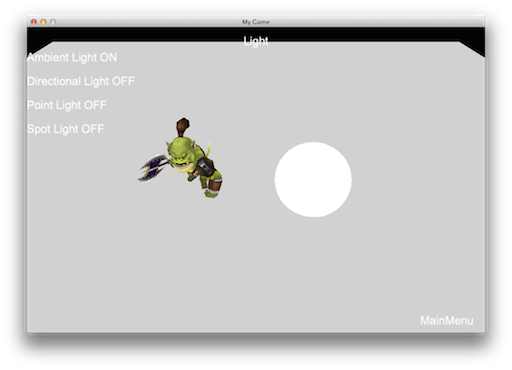 My Game
Light
Ambient Light ON
Directional Light OFF
Point Light OFF
Spot Light OFF
MainMenu